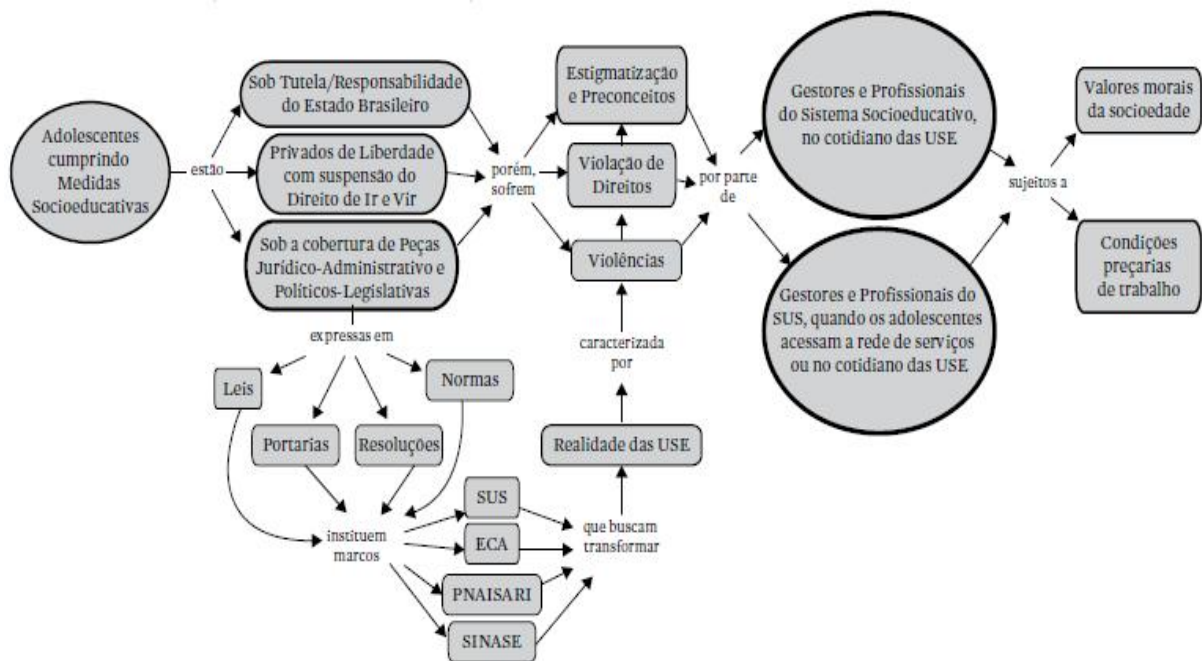 Adolescentes
cumprindo
Medidas
Socioeducativas
estão
Sob Tutela/Responsabilidade
do Estado Brasileiro
Privados de Liberdade
com suspensão do
Direito de Ir e Vir
Sob a cobertura de Peças
Jurídico-Administrativo e
Políticos-Legislativas
porém,
sofrem
Estigmatização
e Preconceitos
Violação de
Direitos
Violências
por parte
de
Gestores e Profissionais
do Sistema Socioeducativo,
no cotidiano das USE
Gestores e Profissionais do
SUS, quando os adolescentes
acessam a rede de serviços
ou no cotidiano das USE
sujeitos a
Valores morais
da socioedade
Condições
preçarias
de trabalho
expressas em
Leis
Portarias
Resoluções
Normas
instituem
marcos
SUS
ECA
PNAISARI
SINASE
que buscam
transformar
Realidade das USE
caracterizada
por